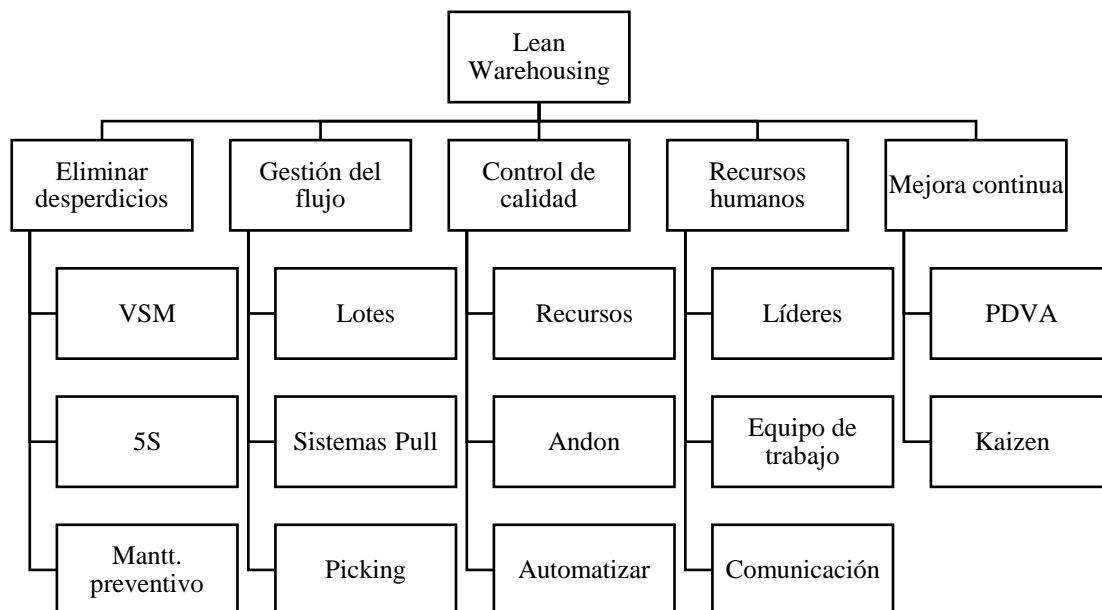 Lean
Warehousing
Eliminar
desperdicios
Gestión del
flujo
Control de
calidad
Recursos
humanos
Mejora continua
VSM
Lotes
Recursos
Líderes
PDVA
5S
Sistemas Pull
Andon
Equipo de
trabajo
Kaizen
Mantt.
preventivo
Picking
Automatizar
Comunicación